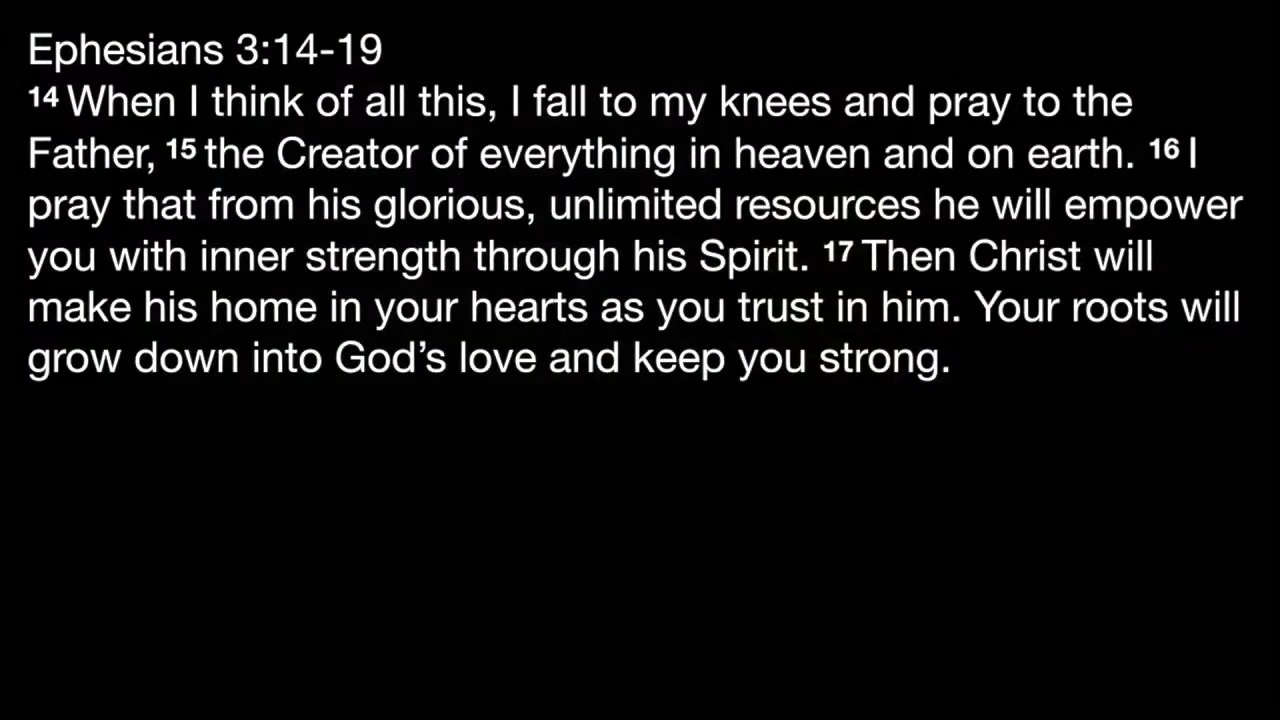 Ephesians 3:14-19
14 When I think of all this, I fall to my knees and pray to the
Father, 15 the Creator of everything in heaven and on earth. 16 I
pray that from his glorious, unlimited resources he will empower
you with inner strength through his Spirit. 17 Then Christ will
make his home in your hearts as you trust in him. Your roots will
grow down into God’s love and keep you strong.